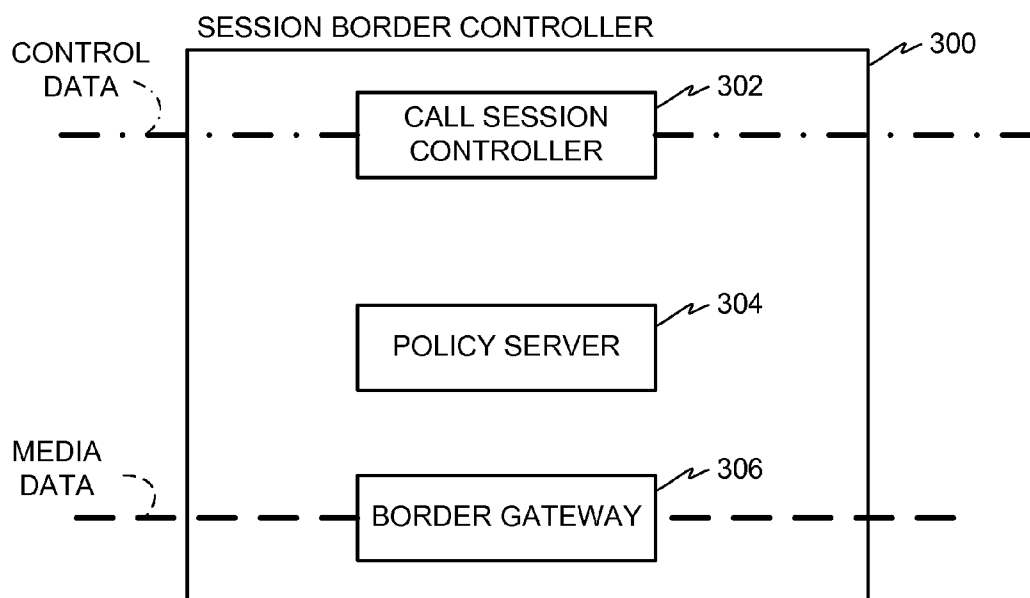 SESSION BORDER CONTROLLER
300
CONTROL
DATA
302
CALL SESSION
CONTROLLER
304
POLICY SERVER
MEDIA
DATA
306
BORDER GATEWAY